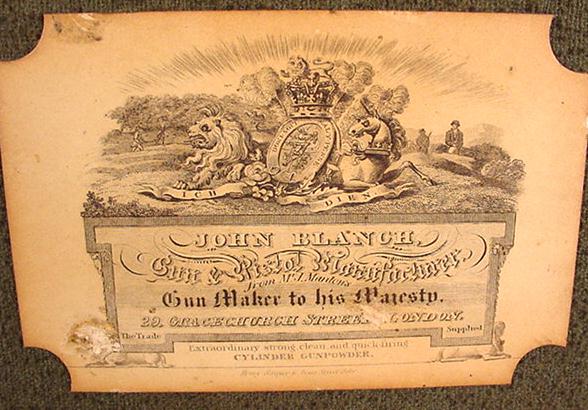 ICH DIEN
JOHN BLANCH,
Gun & Pistol Manufacturer,
from Mr. J. Mantons
Gun Maker to his Majesty.
29, GRACECHURCH STREET, LONDON.
The Trade Supplied
Extraordinary strong, clean, and quick firing
CYLINDER GUNPOWDER.